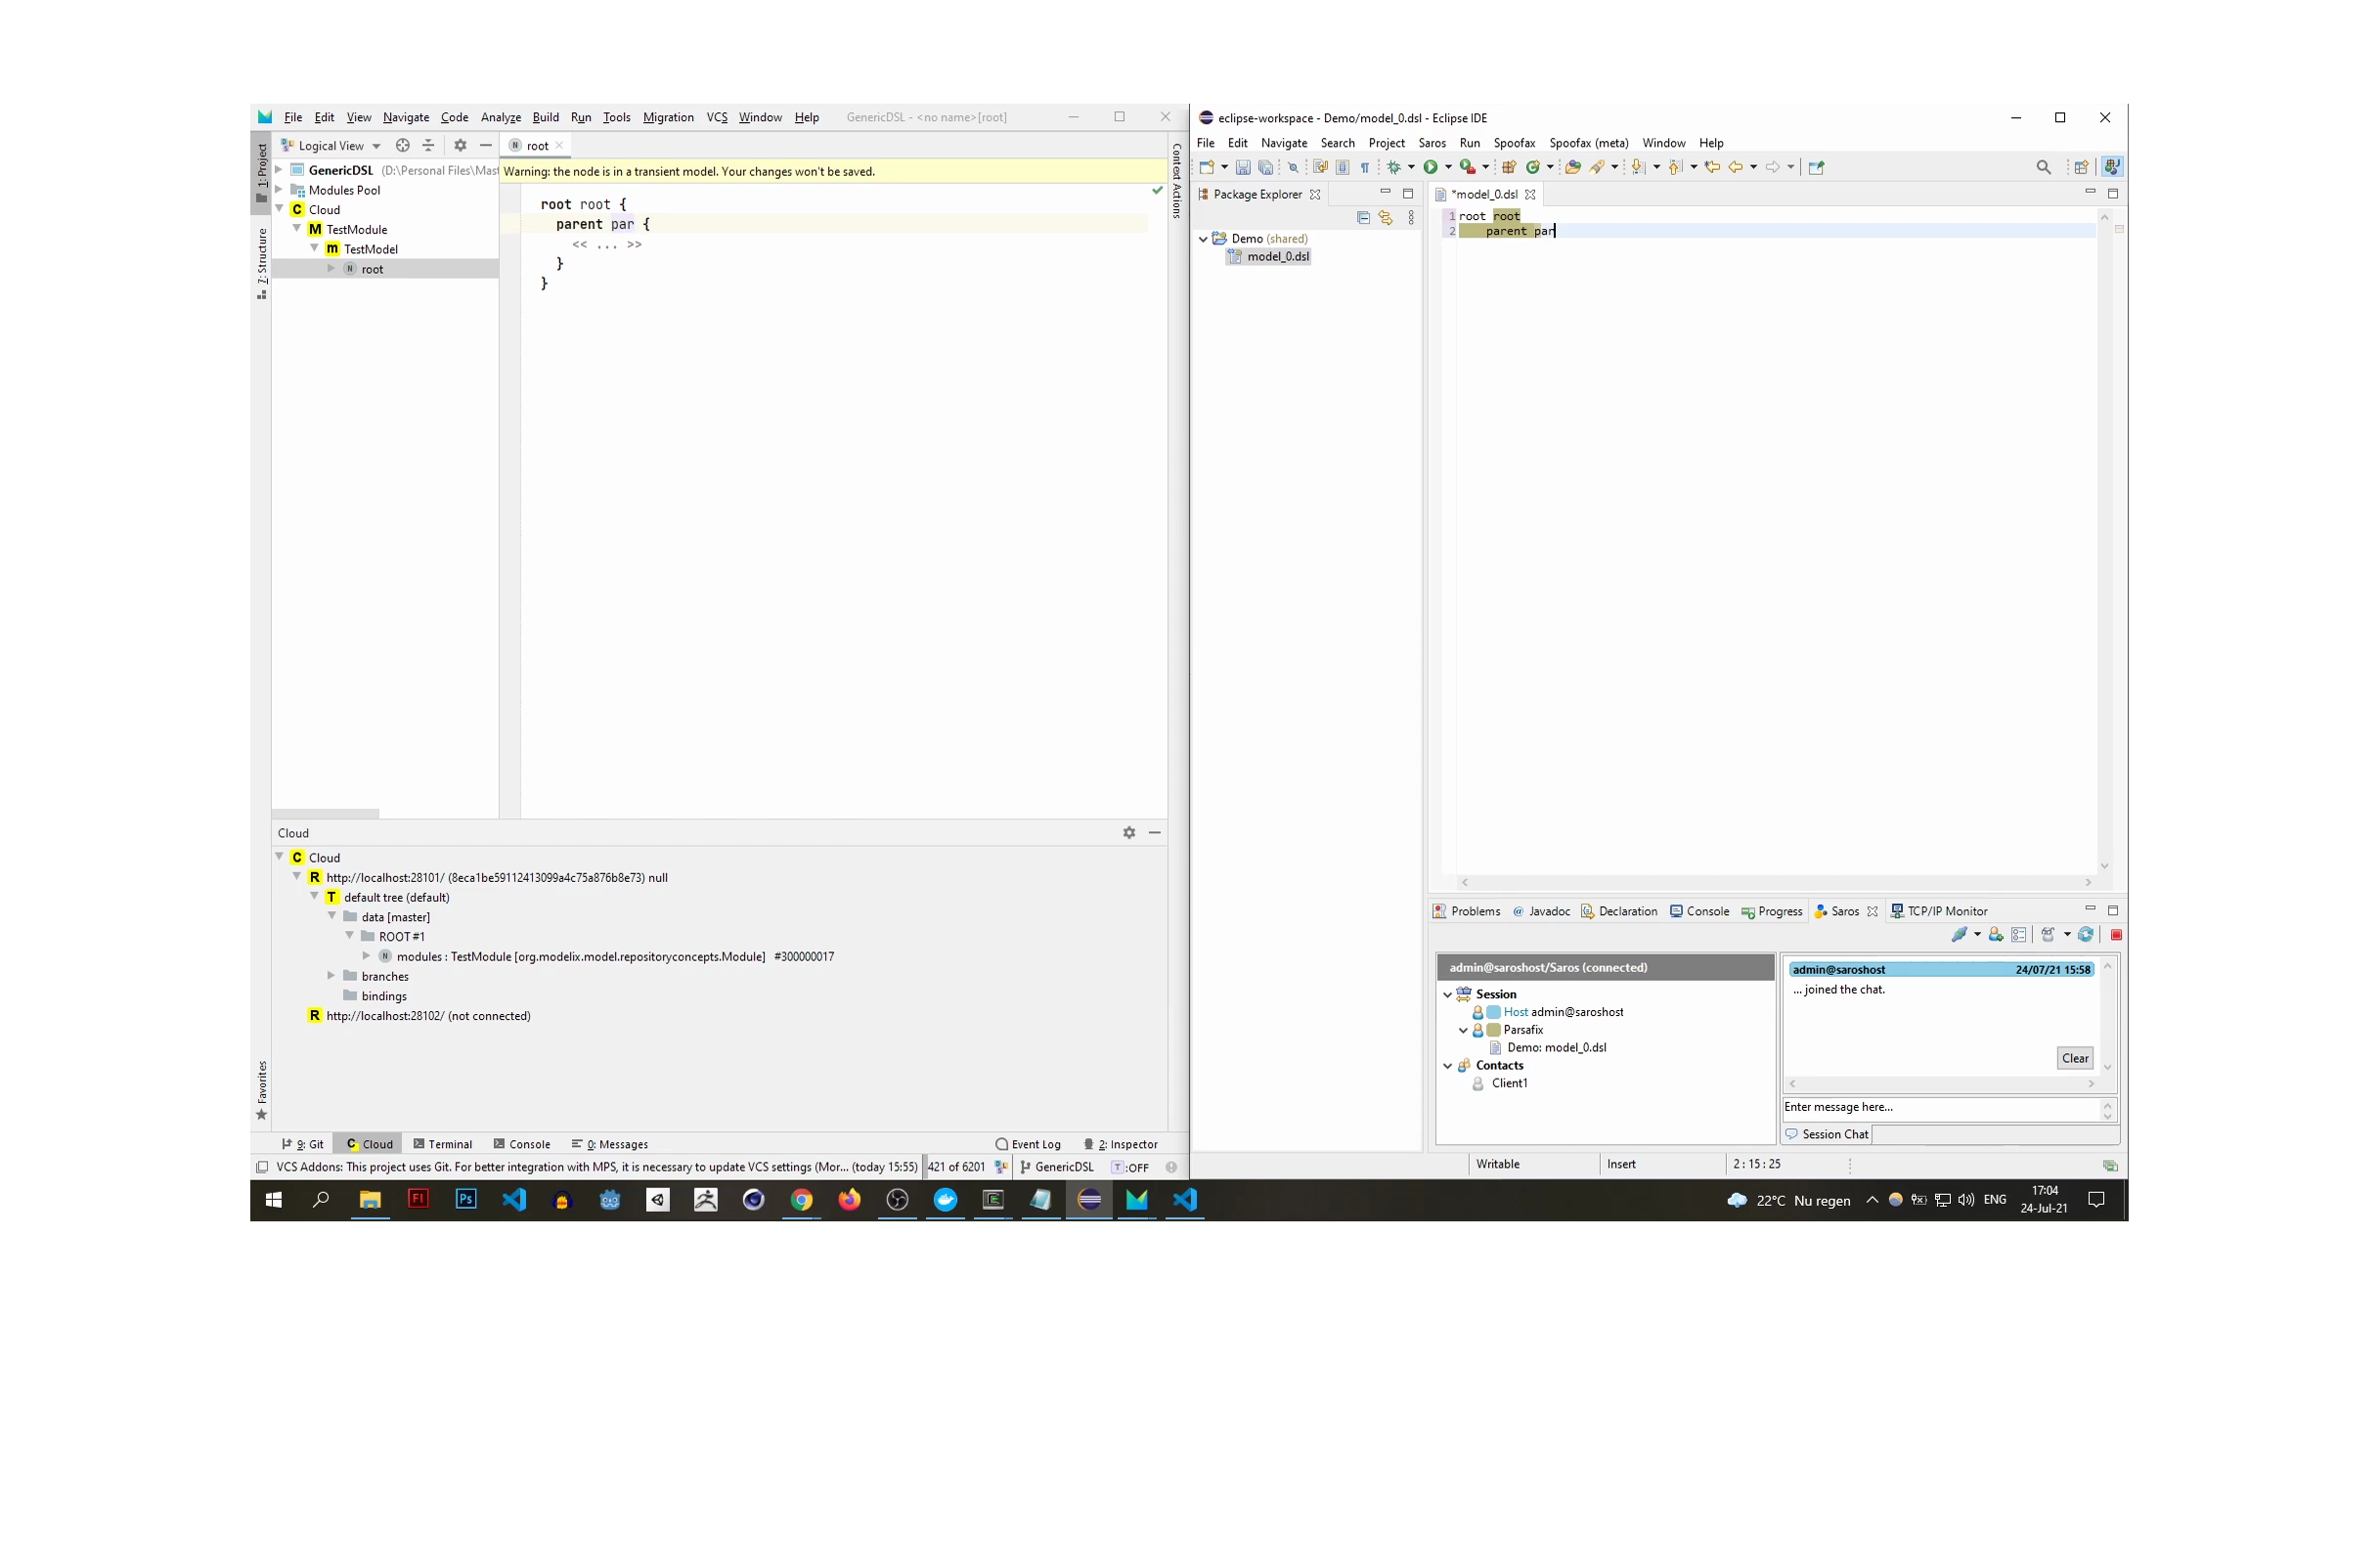 File Edit View Navigate Code Analyze Build Run Tools Migration VCS Window Help GenericDSL - <no name>[root]
1: Project
Logical View
GenericDSL (D:\Personal Files\Mast
Modules Pool
C Cloud
M TestModule
m TestModel
N root
Z: Structure
Favorites
N root
Warning: the node is in a transient model. Your changes won't be saved.
root root {
parent par {
<< ... >>
}
}
Context Actions
Cloud
C Cloud
R http://localhost:28101/ (8eca1be59112413099a4c75a876b8e73) null
T default tree (default)
data [master]
ROOT #1
N modules : TestModule [org.modelix.model.repositoryconcepts.Module] #300000017
branches
bindings
R http://localhost:28102/ (not connected)
9: Git C Cloud Terminal Console 0: Messages Event Log 2: Inspector
VCS Addons: This project uses Git. For better integration with MPS, it is necessary to update VCS settings (Mor... (today 15:55) 421 of 6201 GenericDSL T :OFF
eclipse-workspace - Demo/model_0.dsl - Eclipse IDE
File Edit Navigate Search Project Saros Run Spoofax Spoofax (meta) Window Help
Package Explorer
Demo (shared)
model_0.dsl
*model_0.dsl
1 root root
2 parent par
Problems @ Javadoc Declaration Console Progress Saros TCP/IP Monitor
admin@saroshost/Saros (connected)
Session
Host admin@saroshost
Parsafix
Demo: model_0.dsl
Contacts
Client1
admin@saroshost 24/07/21 15:58
... joined the chat.
Clear
Enter message here...
Session Chat
Writable Insert 2 : 15 : 25
Fl Ps 22°C Nu regen ENG 17:04
24-Jul-21